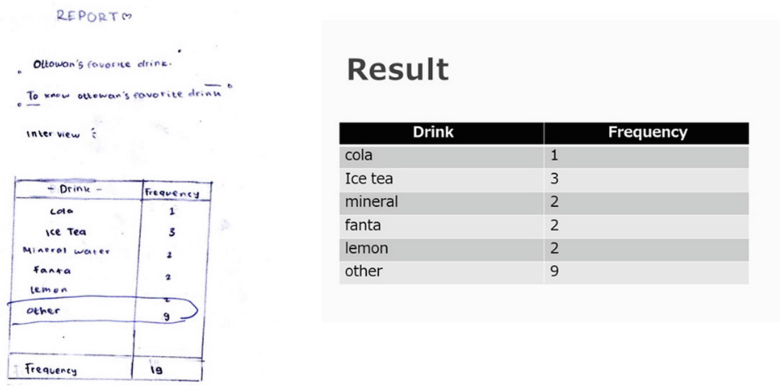 REPORT
Ottowan's favorite drink.
To know ottowan's favorite drink
Interview :
- Drink -
Frequency
cola
1
Ice Tea
3
Mineral water
2
Fanta
2
lemon
2
other
9
Frequency
19
Result
Drink
Frequency
cola
1
Ice tea
3
mineral
2
fanta
2
lemon
2
other
9